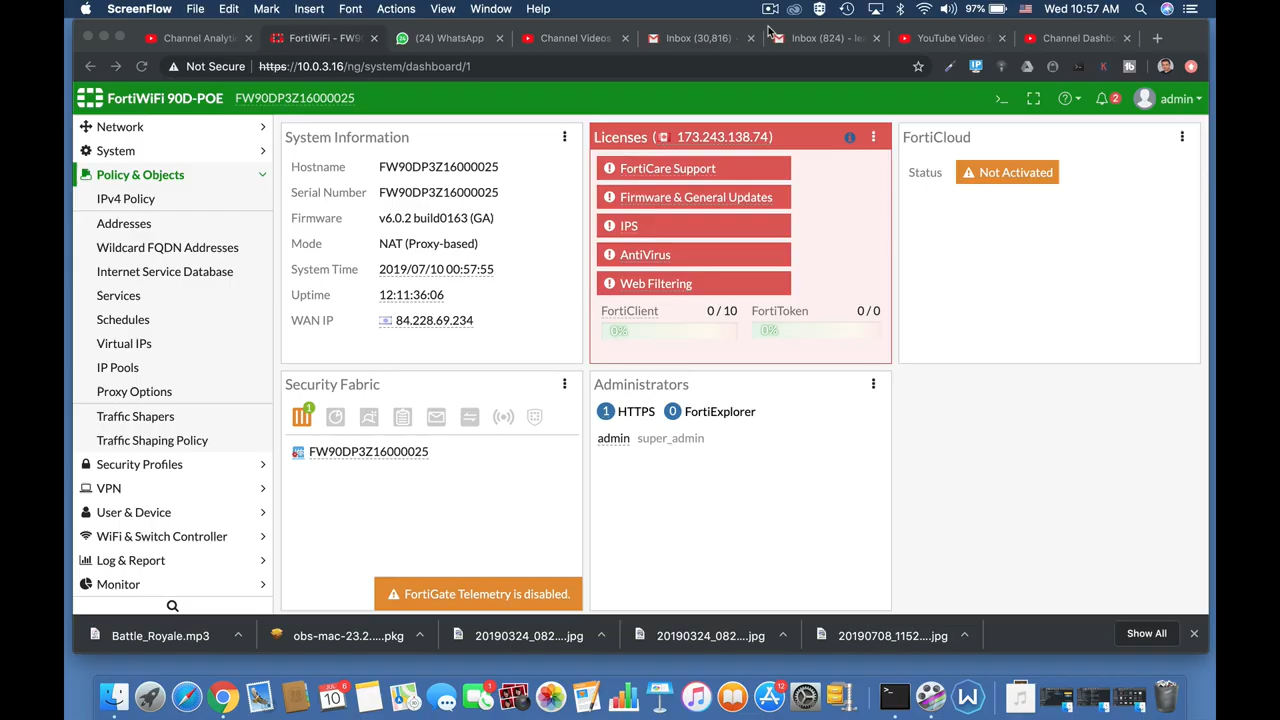 ScreenFlow File Edit Mark Insert Font Actions View Window Help 97% Wed 10:57 AM
Channel Analyti
FortiWiFi - FW9
(24) WhatsApp
Channel Videos
Inbox (30,816) -
Inbox (824) - le
YouTube Video
Channel Dashb
Not Secure https://10.0.3.16/ng/system/dashboard/1
FortiWiFi 90D-POE FW90DP3Z16000025
>_ 2 admin
Network
System
Policy & Objects
IPv4 Policy
Addresses
Wildcard FQDN Addresses
Internet Service Database
Services
Schedules
Virtual IPs
IP Pools
Proxy Options
Traffic Shapers
Traffic Shaping Policy
Security Profiles
VPN
User & Device
WiFi & Switch Controller
Log & Report
Monitor
System Information
Hostname FW90DP3Z16000025
Serial Number FW90DP3Z16000025
Firmware v6.0.2 build0163 (GA)
Mode NAT (Proxy-based)
System Time 2019/07/10 00:57:55
Uptime 12:11:36:06
WAN IP 84.228.69.234
Licenses ( 173.243.138.74)
FortiCare Support
Firmware & General Updates
IPS
AntiVirus
Web Filtering
FortiClient 0 / 10
0%
FortiToken 0 / 0
0%
FortiCloud
Status Not Activated
Security Fabric
1
FW90DP3Z16000025
FortiGate Telemetry is disabled.
Administrators
1 HTTPS 0 FortiExplorer
admin super_admin
Battle_Royale.mp3
obs-mac-23.2.....pkg
20190324_082....jpg
20190324_082....jpg
20190708_1152....jpg
Show All
JUL
10
6
1
12